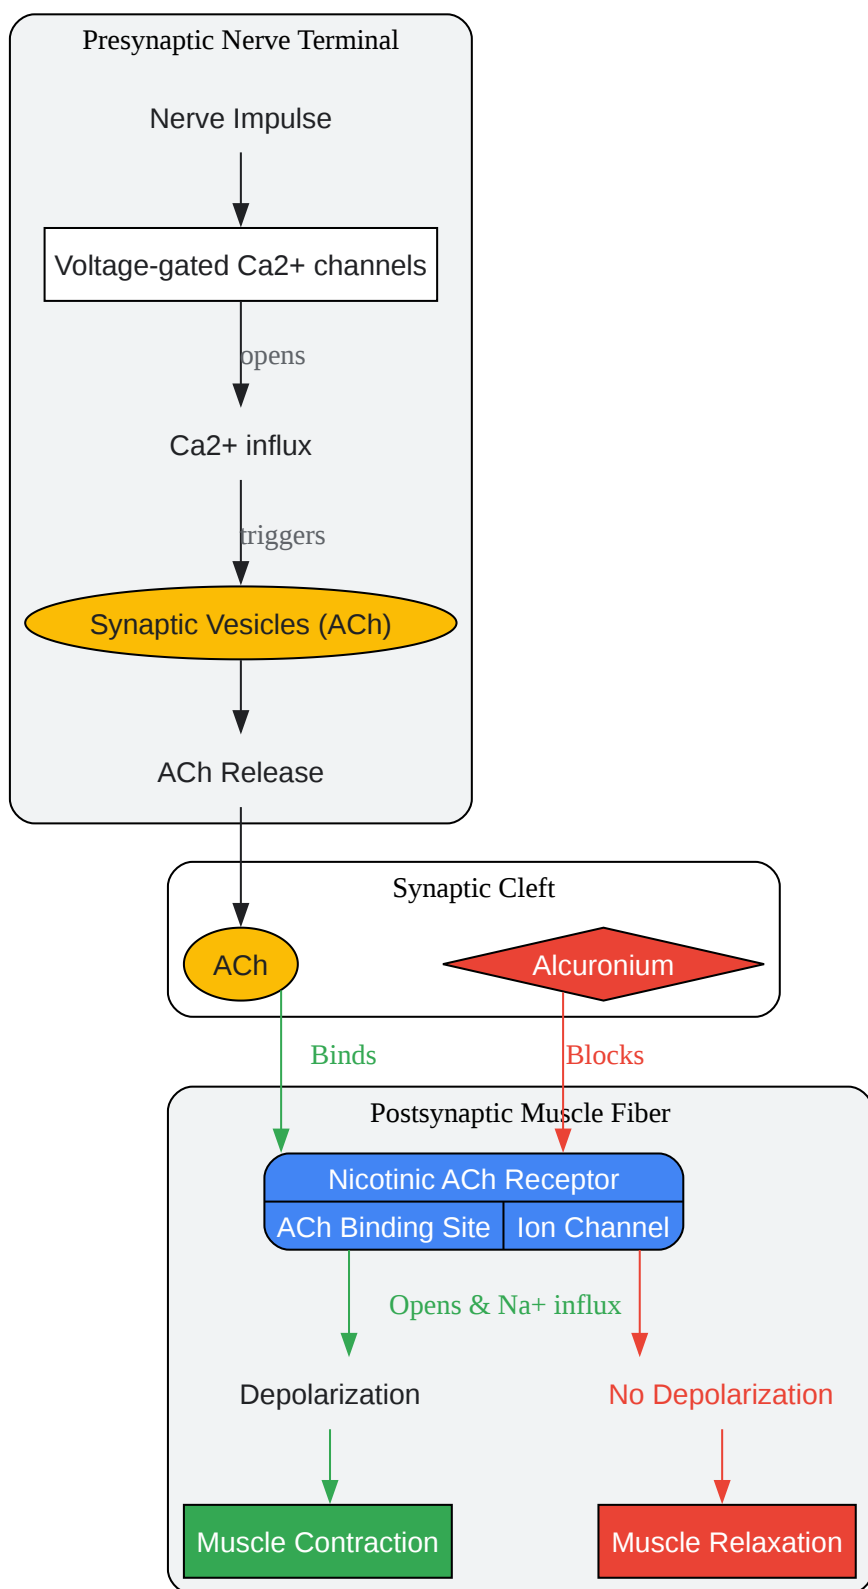 Presynaptic Nerve Terminal
Nerve Impulse
Voltage-gated Ca2+ channels
opens
Ca2+ influx
triggers
Synaptic Vesicles (ACh)
ACh Release
Synaptic Cleft
ACh
Alcuronium
Binds
Blocks
Postsynaptic Muscle Fiber
Nicotinic ACh Receptor
ACh Binding Site
Ion Channel
Opens & Na+ influx
Depolarization
No Depolarization
Muscle Contraction
Muscle Relaxation